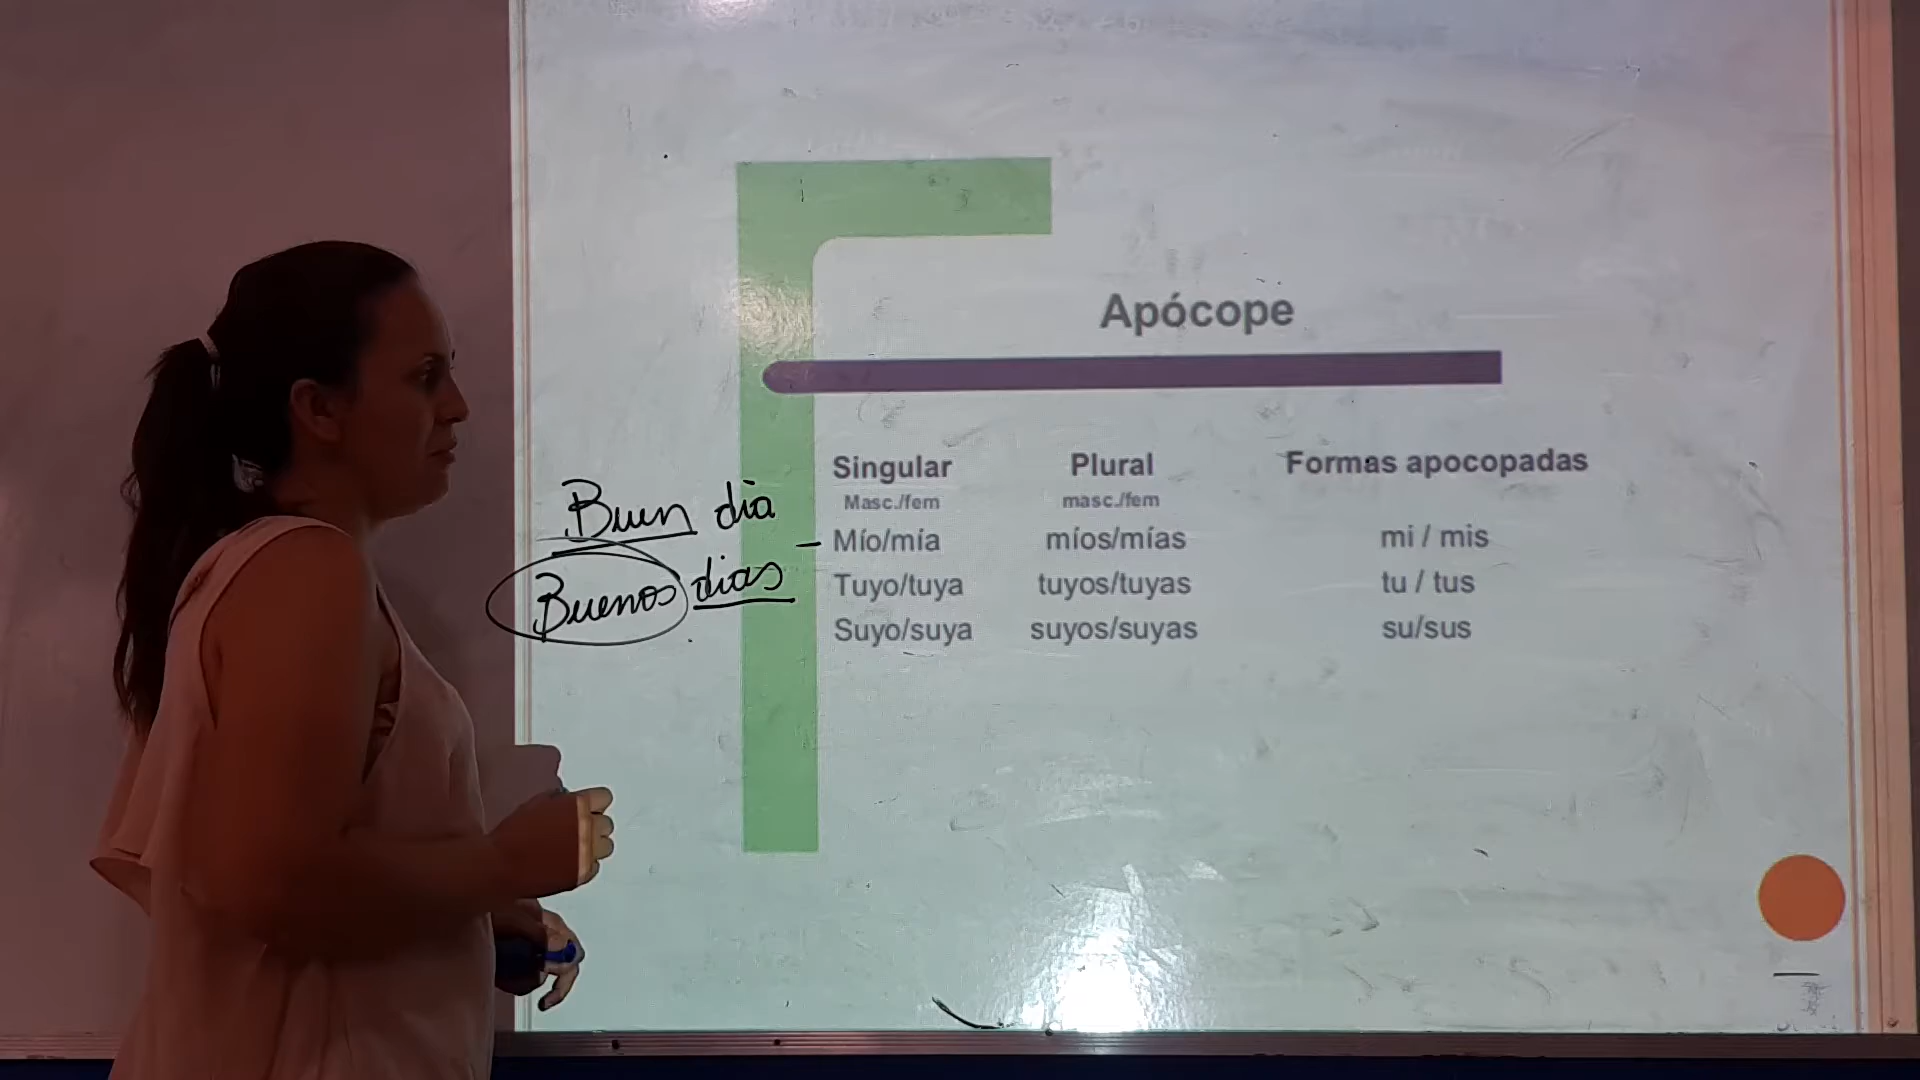 Apócope
Singular Plural Formas apocopadas
Masc./fem masc./fem
Mío/mía míos/mías mi / mis
Tuyo/tuya tuyos/tuyas tu / tus
Suyo/suya suyos/suyas su/sus
Buen dia
Buenos dias